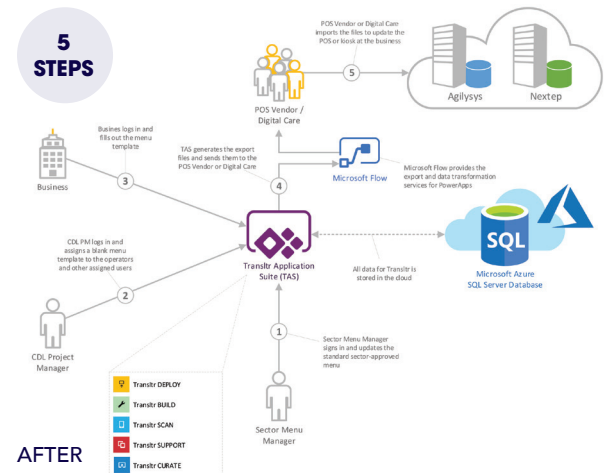 5
STEPS
POS Vendor or Digital Care
imports the files to update the
POS or kiosk at the business
5
Agilysys
Nextep
POS Vendor /
Digital Care
Busines logs in and
fills out the menu
template
TAS generates the export
files and sends them to the
POS Vendor or Digital Care
Business
3
4
Microsoft Flow
Microsoft Flow provides the
export and data transformation
services for PowerApps
CDL PM logs in and
assigns a blank menu
template to the operators
and other assigned users
2
Transltr Application
Suite (TAS)
All data for Transltr is
stored in the cloud
SQL
Microsoft Azure
SQL Server Database
CDL Project
Manager
1
Sector Menu Manager
signs in and updates the
standard sector-approved
menu
Sector Menu
Manager
Transltr DEPLOY
Transltr BUILD
Transltr SCAN
Transltr SUPPORT
Transltr CURATE
AFTER